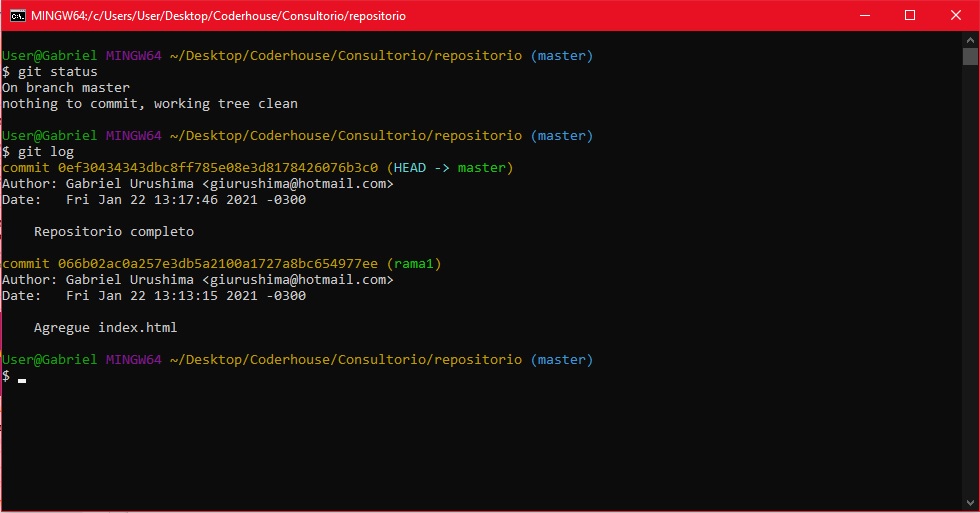 MINGW64:/c/Users/User/Desktop/Coderhouse/Consultorio/repositorio
User@Gabriel MINGW64 ~/Desktop/Coderhouse/Consultorio/repositorio (master)
$ git status
On branch master
nothing to commit, working tree clean
User@Gabriel MINGW64 ~/Desktop/Coderhouse/Consultorio/repositorio (master)
$ git log
commit 0ef30434343dbc8ff785e08e3d8178426076b3c0 (HEAD -> master)
Author: Gabriel Urushima <giurushima@hotmail.com>
Date:   Fri Jan 22 13:17:46 2021 -0300
    Repositorio completo
commit 066b02ac0a257e3db5a2100a1727a8bc654977ee (rama1)
Author: Gabriel Urushima <giurushima@hotmail.com>
Date:   Fri Jan 22 13:13:15 2021 -0300
    Agregue index.html
User@Gabriel MINGW64 ~/Desktop/Coderhouse/Consultorio/repositorio (master)
$